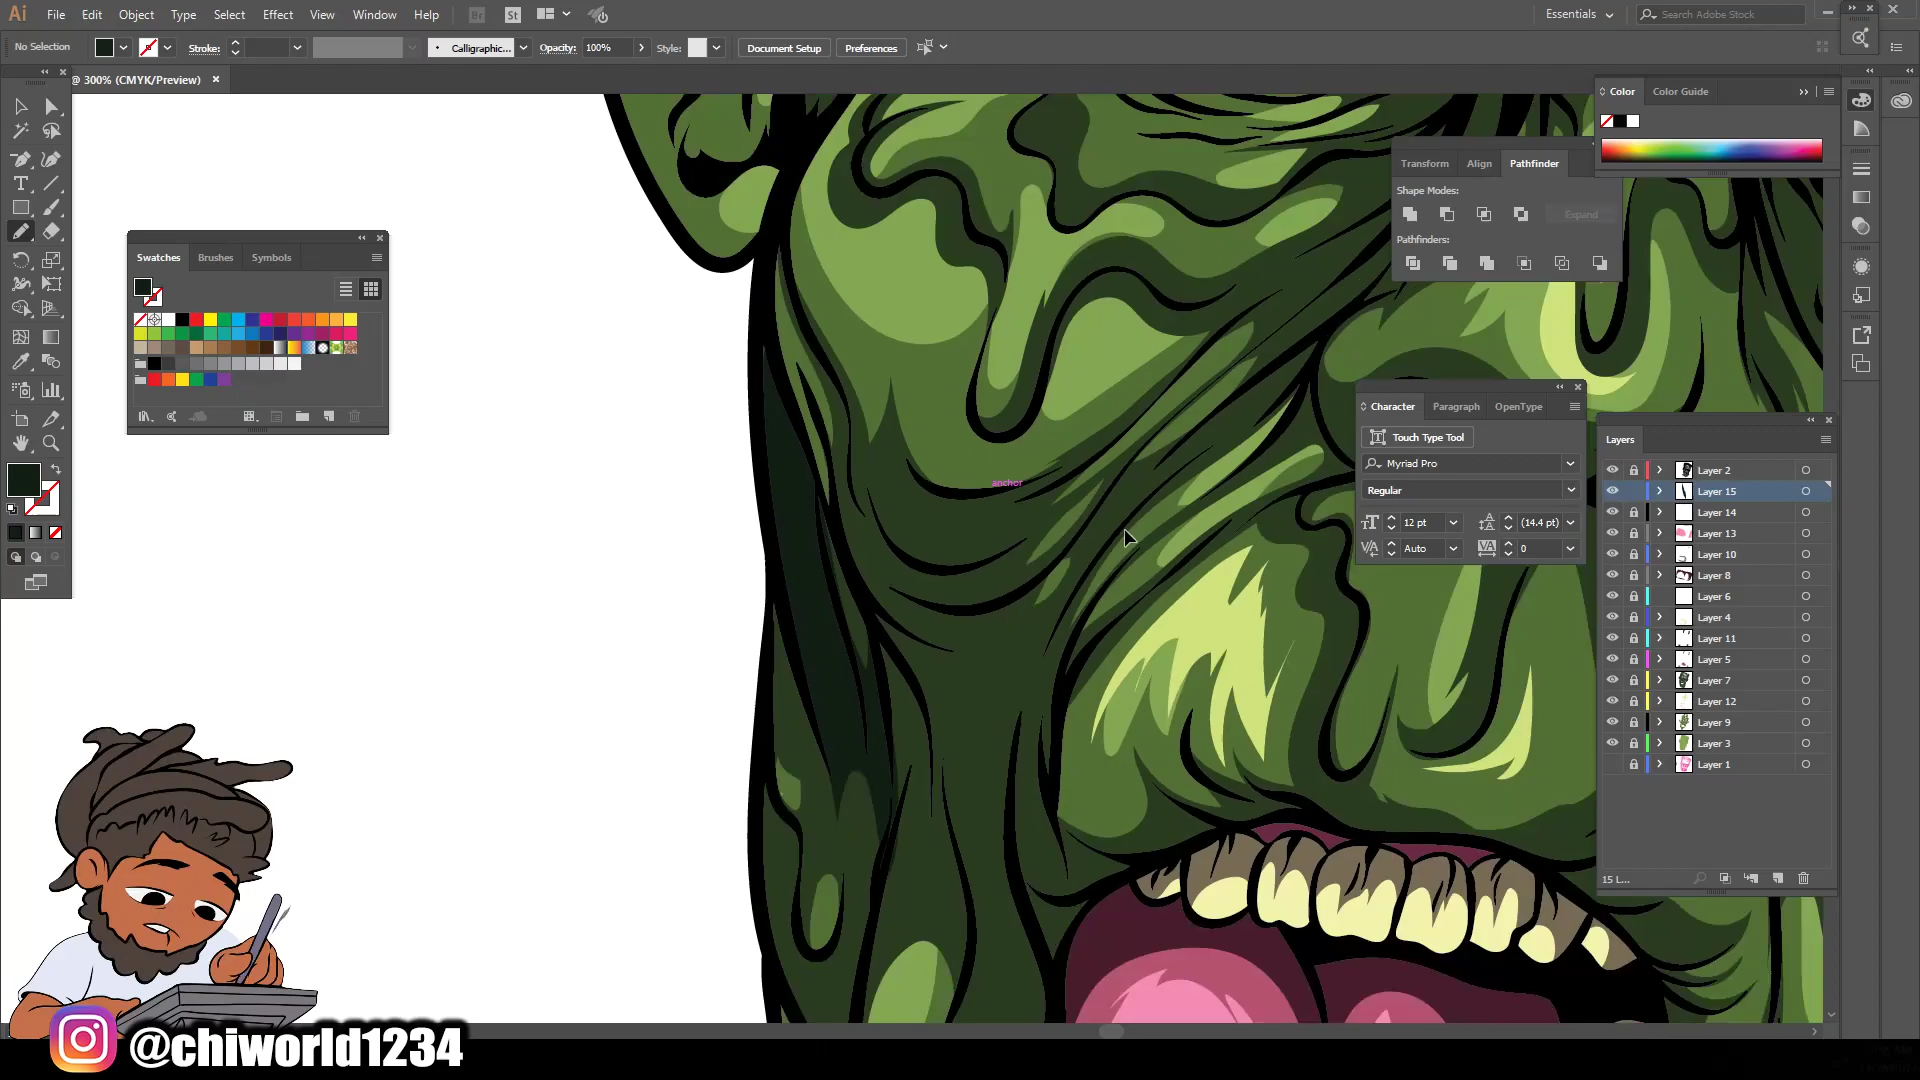 Ai File Edit Object Type Select Effect View Window Help Br St Essentials Search Adobe Stock
No Selection Stroke: Calligraphic... Opacity: 100% Style: Document Setup Preferences
@ 300% (CMYK/Preview)
Color Color Guide
Transform Align Pathfinder
Shape Modes:
Expand
Pathfinders:
Swatches Brushes Symbols
Character Paragraph OpenType
Touch Type Tool
Myriad Pro
Regular
12 pt (14.4 pt)
Auto 0
anchor
Layers
Layer 2
Layer 15
Layer 14
Layer 13
Layer 10
Layer 8
Layer 6
Layer 4
Layer 11
Layer 5
Layer 7
Layer 12
Layer 9
Layer 3
Layer 1
15 L...
@chiworld1234